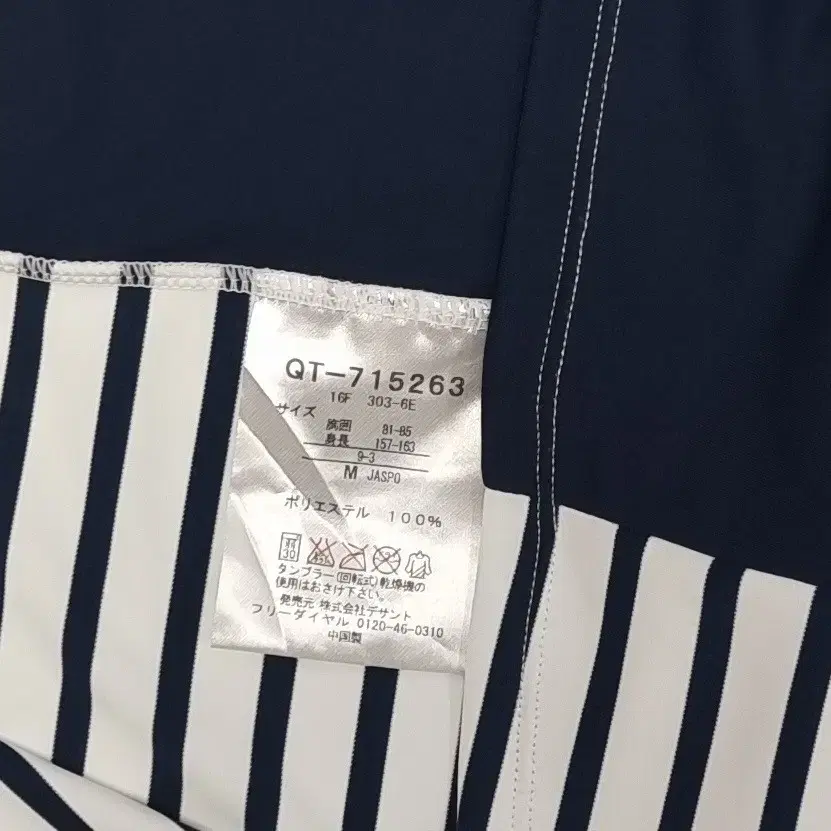 QT-715263
16F 303-6E
サイズ
胸囲 81-85
身長 157-163
9-3
M JASPO
ポリエステル 100%
弱 30
タンブラー(回転式)乾燥機の
使用はおさけ下さい。
発売元 株式会社デサント
フリーダイヤル 0120-46-0310
中国製